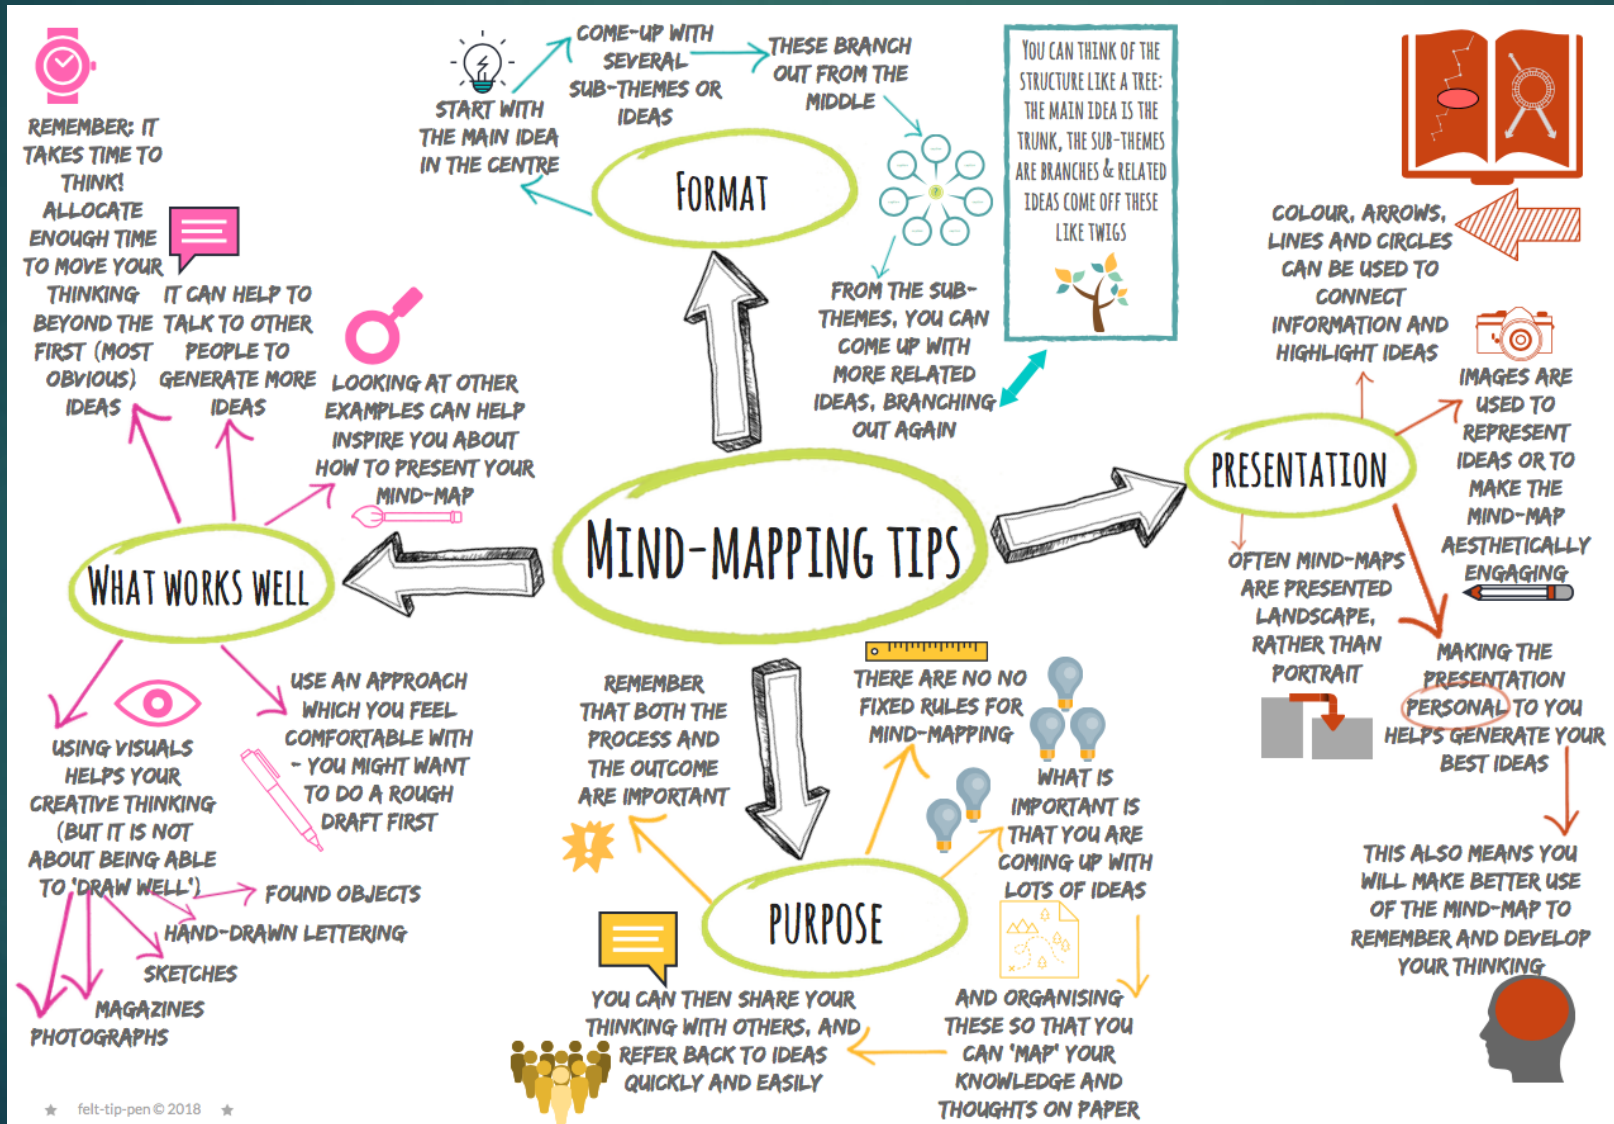 MIND-MAPPING TIPS
FORMAT
START WITH
THE MAIN IDEA
IN THE CENTRE
COME-UP WITH
SEVERAL
SUB-THEMES OR
IDEAS
THESE BRANCH
OUT FROM THE
MIDDLE
FROM THE SUB-
THEMES, YOU CAN
COME UP WITH
MORE RELATED
IDEAS, BRANCHING
OUT AGAIN
YOU CAN THINK OF THE
STRUCTURE LIKE A TREE:
THE MAIN IDEA IS THE
TRUNK, THE SUB-THEMES
ARE BRANCHES & RELATED
IDEAS COME OFF THESE
LIKE TWIGS
PRESENTATION
COLOUR, ARROWS,
LINES AND CIRCLES
CAN BE USED TO
CONNECT
INFORMATION AND
HIGHLIGHT IDEAS
IMAGES ARE
USED TO
REPRESENT
IDEAS OR TO
MAKE THE
MIND-MAP
AESTHETICALLY
ENGAGING
OFTEN MIND-MAPS
ARE PRESENTED
LANDSCAPE,
RATHER THAN
PORTRAIT
MAKING THE
PRESENTATION
PERSONAL TO YOU
HELPS GENERATE YOUR
BEST IDEAS
THIS ALSO MEANS YOU
WILL MAKE BETTER USE
OF THE MIND-MAP TO
REMEMBER AND DEVELOP
YOUR THINKING
PURPOSE
REMEMBER
THAT BOTH THE
PROCESS AND
THE OUTCOME
ARE IMPORTANT
THERE ARE NO NO
FIXED RULES FOR
MIND-MAPPING
WHAT IS
IMPORTANT IS
THAT YOU ARE
COMING UP WITH
LOTS OF IDEAS
AND ORGANISING
THESE SO THAT YOU
CAN 'MAP' YOUR
KNOWLEDGE AND
THOUGHTS ON PAPER
YOU CAN THEN SHARE YOUR
THINKING WITH OTHERS, AND
REFER BACK TO IDEAS
QUICKLY AND EASILY
WHAT WORKS WELL
REMEMBER: IT
TAKES TIME TO
THINK!
ALLOCATE
ENOUGH TIME
TO MOVE YOUR
THINKING
BEYOND THE
FIRST (MOST
OBVIOUS)
IDEAS
IT CAN HELP TO
TALK TO OTHER
PEOPLE TO
GENERATE MORE
IDEAS
LOOKING AT OTHER
EXAMPLES CAN HELP
INSPIRE YOU ABOUT
HOW TO PRESENT YOUR
MIND-MAP
USING VISUALS
HELPS YOUR
CREATIVE THINKING
(BUT IT IS NOT
ABOUT BEING ABLE
TO 'DRAW WELL')
FOUND OBJECTS
HAND-DRAWN LETTERING
SKETCHES
MAGAZINES
PHOTOGRAPHS
USE AN APPROACH
WHICH YOU FEEL
COMFORTABLE WITH
- YOU MIGHT WANT
TO DO A ROUGH
DRAFT FIRST
felt-tip-pen © 2018